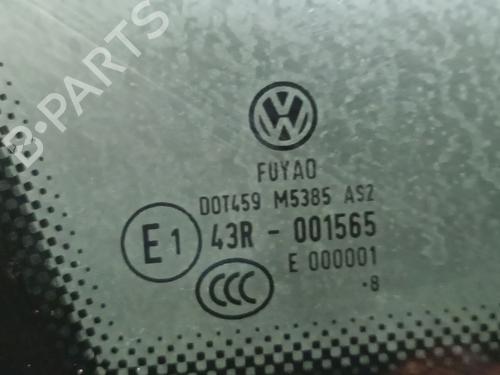 B-PARTS
FUYAO
DOT459 M5385 AS2
E1 43R - 001565
E 000001
CCC
.8